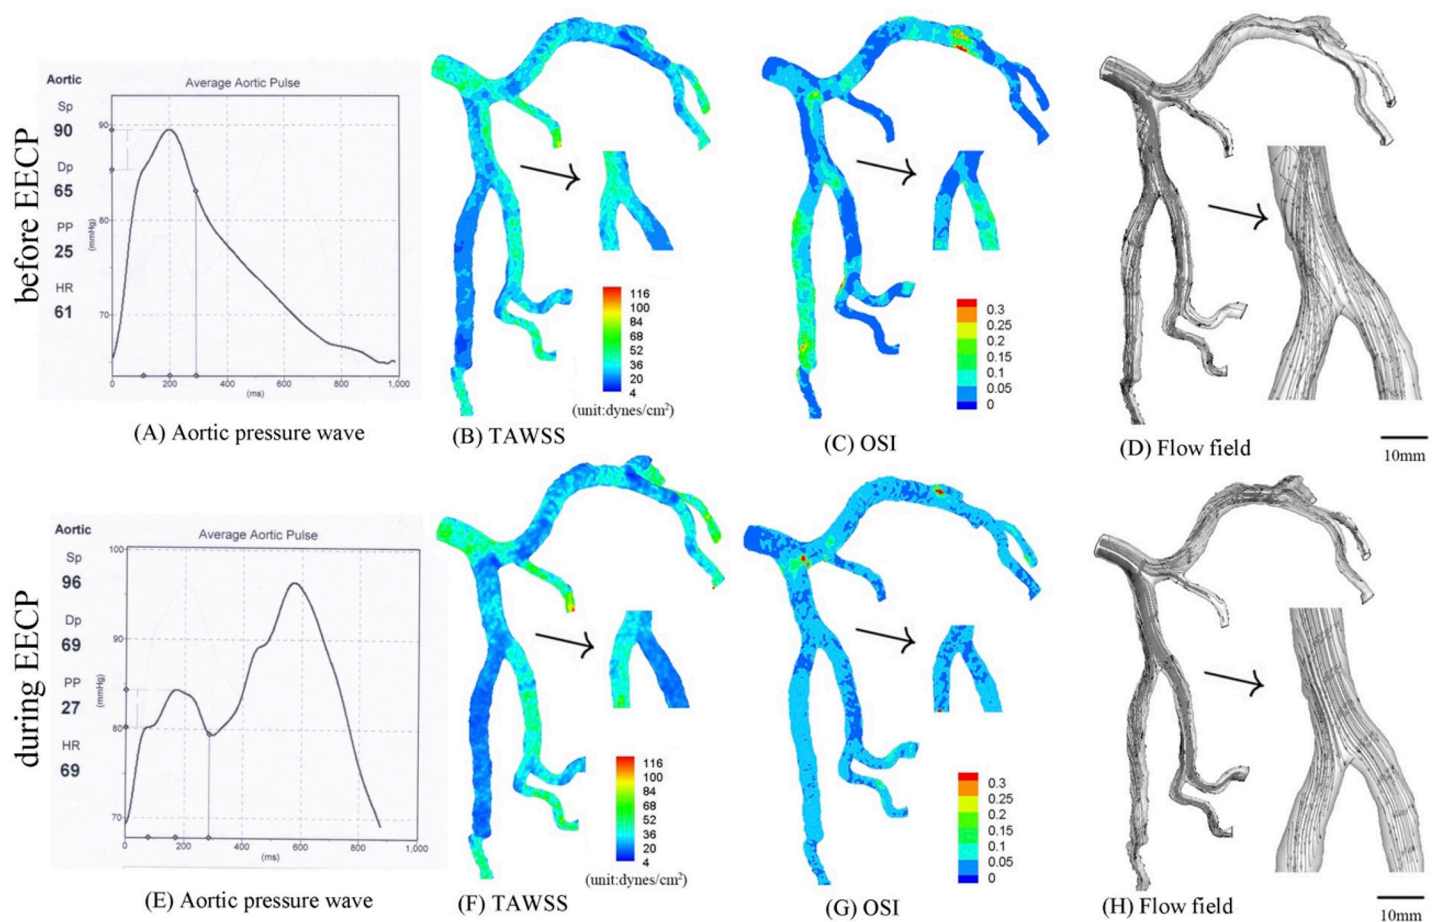 before EECP
Aortic
Sp
90
Dp
65
PP
25
HR
61
Average Aortic Pulse
90
80
70
(mmHg)
0
200
400
600
800
1,000
(ms)
(A) Aortic pressure wave
116
100
84
68
52
36
20
4
(unit:dynes/cm²)
(B) TAWSS
0.3
0.25
0.2
0.15
0.1
0.05
0
(C) OSI
(D) Flow field
10mm
during EECP
Aortic
Sp
96
Dp
69
PP
27
HR
69
Average Aortic Pulse
100
90
80
70
(mmHg)
0
200
400
600
800
1,000
(ms)
(E) Aortic pressure wave
116
100
84
68
52
36
20
4
(unit:dynes/cm²)
(F) TAWSS
0.3
0.25
0.2
0.15
0.1
0.05
0
(G) OSI
(H) Flow field
10mm